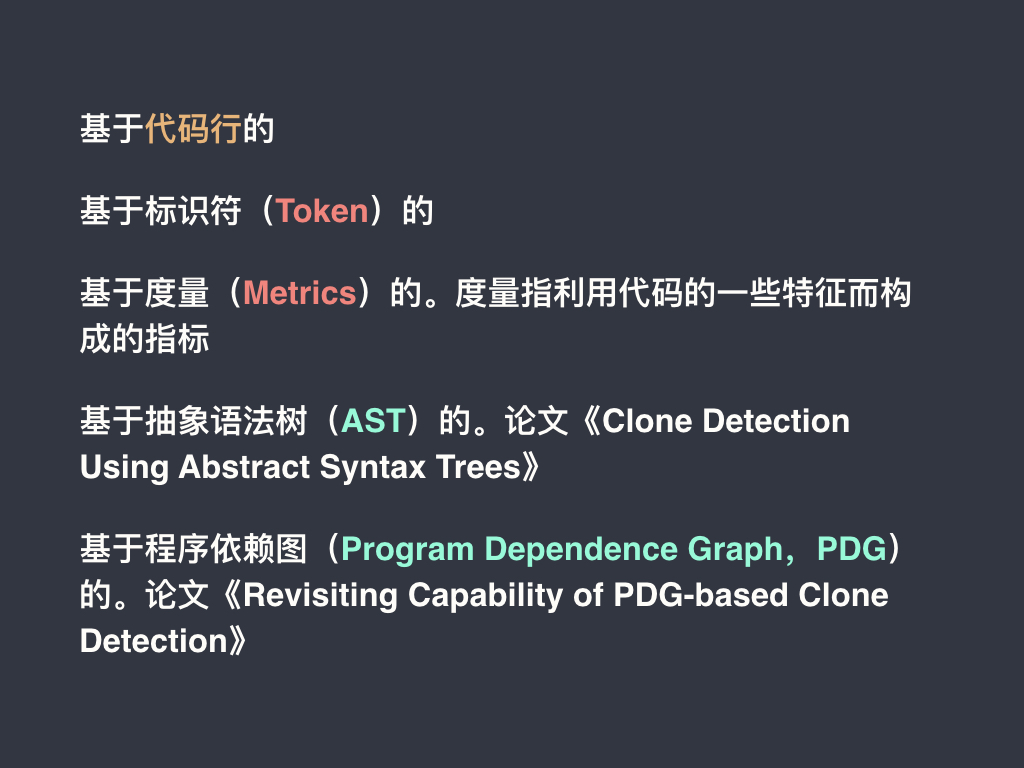 基于代码行的
基于标识符（Token）的
基于度量（Metrics）的。度量指利用代码的一些特征而构
成的指标
基于抽象语法树（AST）的。论文《Clone Detection
Using Abstract Syntax Trees》
基于程序依赖图（Program Dependence Graph，PDG）
的。论文《Revisiting Capability of PDG-based Clone
Detection》